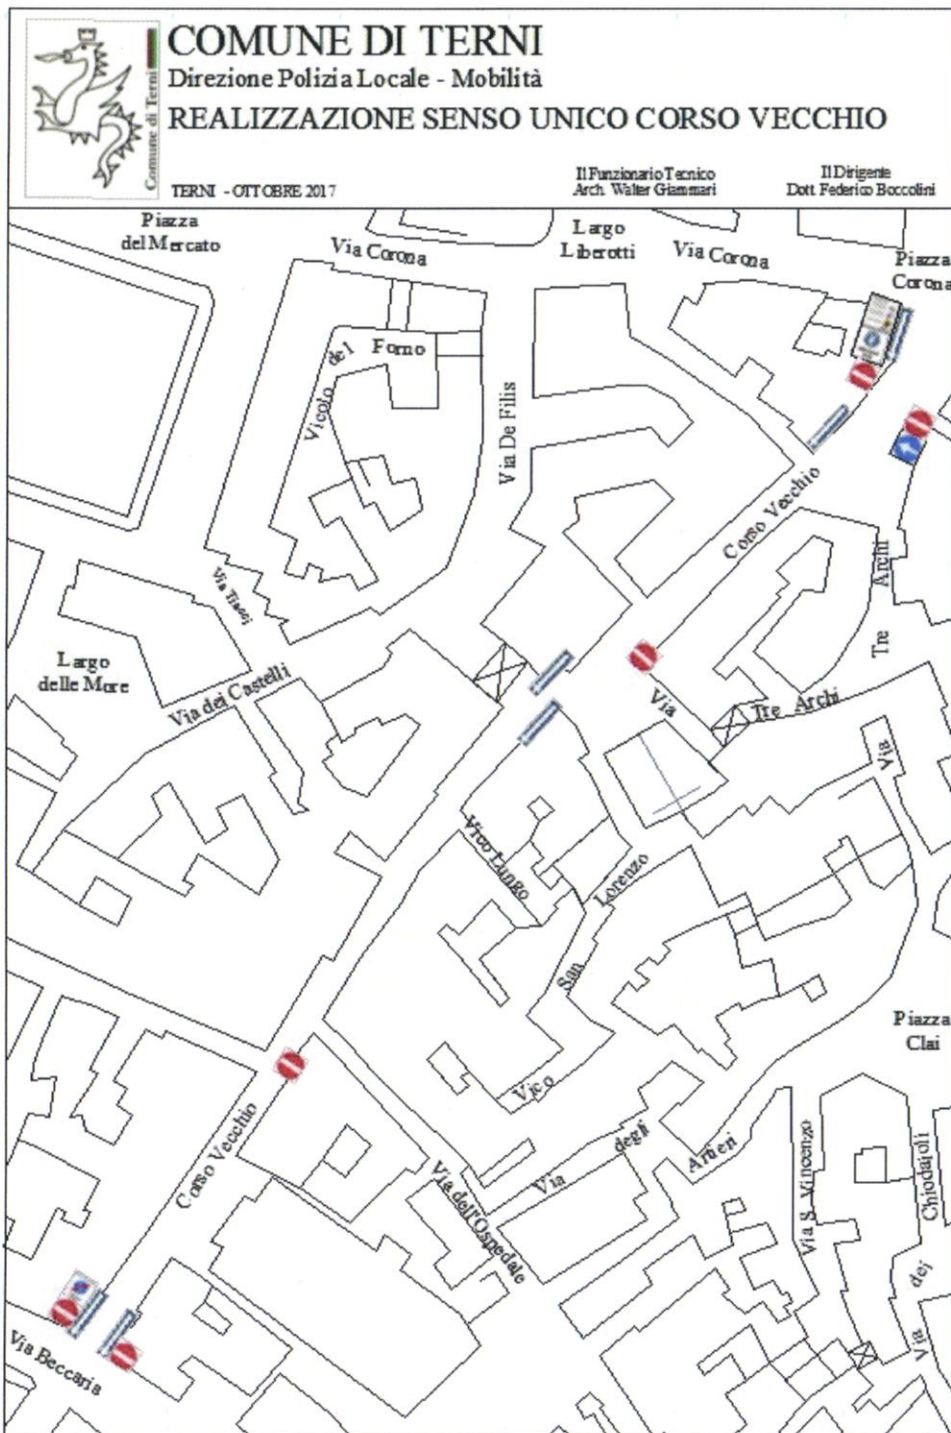 COMUNE DI TERNI
Direzione Polizia Locale - Mobilità
REALIZZAZIONE SENSO UNICO CORSO VECCHIO
Comune di Terni
TERNI - OTTOBRE 2017
Il Funzionario Tecnico
Arch. Walter Giammari
Il Dirigente
Dott. Federico Boccolini
Piazza
del Mercato
Via Corona
Largo
Liberotti
Via Corona
Piazza
Corona
Vicolo del Forno
Via De Filis
Corso Vecchio
Tre Archi
Via Tiacci
Largo
delle More
Via dei Castelli
Via Tre Archi
Via
Vico Lungo
Vico San Lorenzo
Piazza
Clai
Corso Vecchio
Via degli Artieri
Via dell'Ospedale
Via S. Vincenzo
Via dei Chiodaioli
Via Beccaria